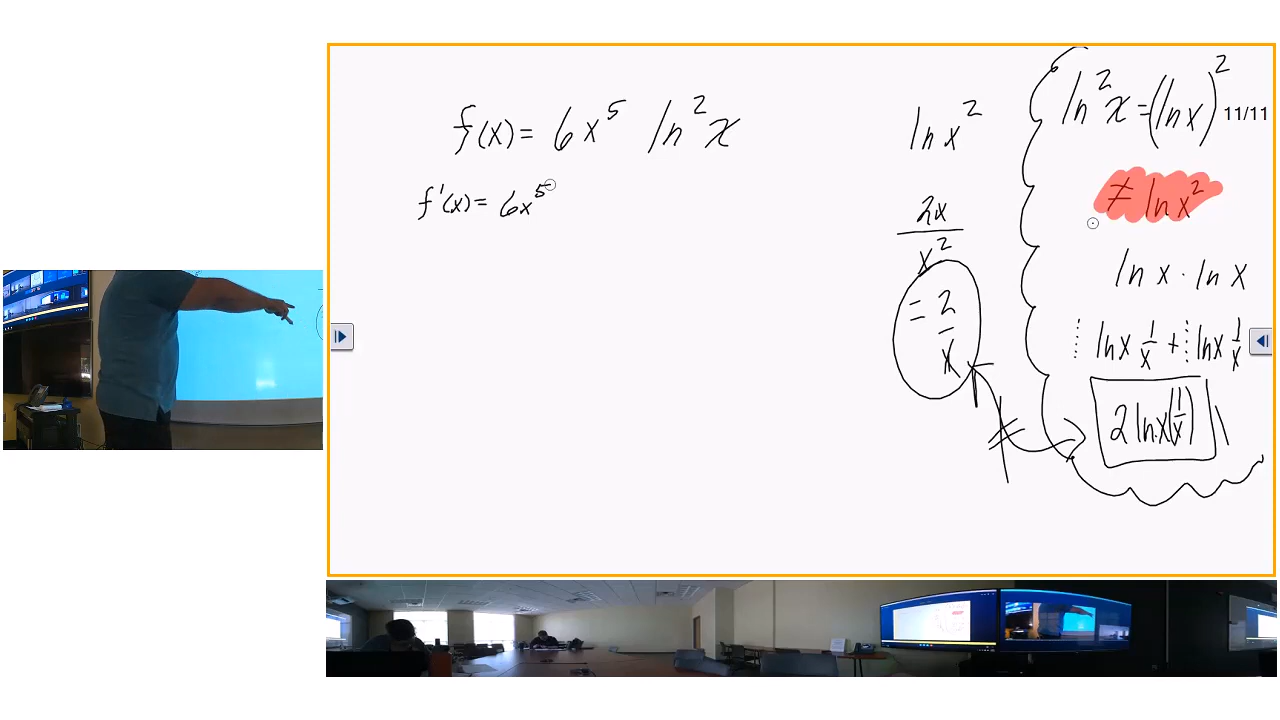 f(x) = 6x⁵ ln²x
f'(x) = 6x⁵
ln x²
2x
x²
= 2
x
ln²x = (ln x)²
11/11
≠ ln x²
ln x · ln x
ln x 1/x + ln x 1/x
2 ln x (1/x)